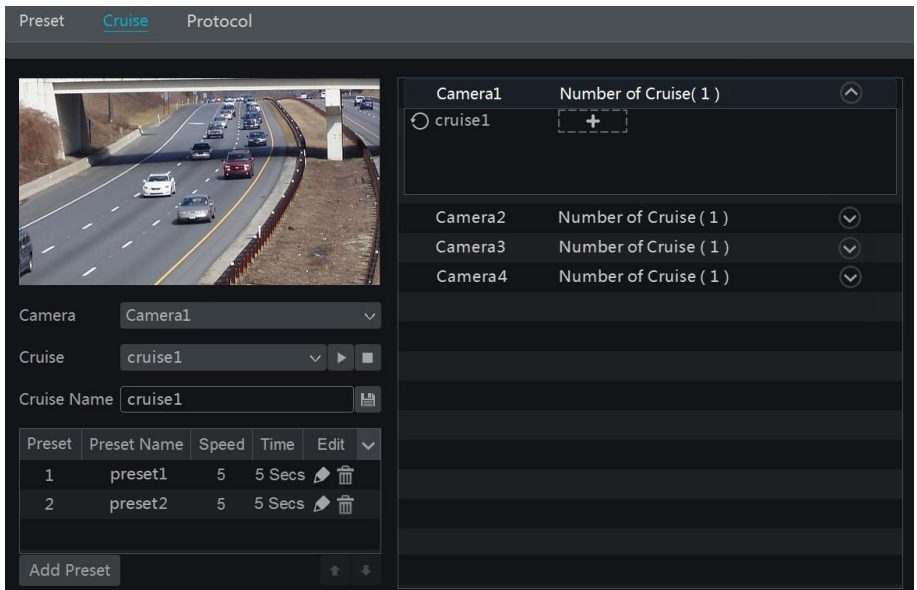 Preset Cruise Protocol
Camera1 Number of Cruise( 1 )
cruise1
Camera2 Number of Cruise ( 1 )
Camera3 Number of Cruise ( 1 )
Camera4 Number of Cruise ( 1 )
Camera Camera1
Cruise cruise1
Cruise Name cruise1
Preset Preset Name Speed Time Edit
1 preset1 5 5 Secs
2 preset2 5 5 Secs
Add Preset